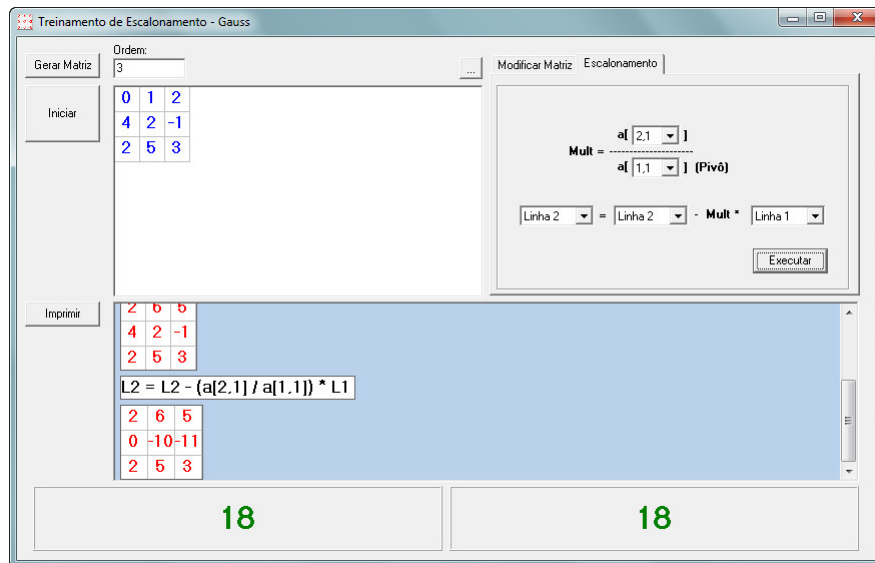 Treinamento de Escalonamento - Gauss
Gerar Matriz
Ordem:
3
...
Modificar Matriz Escalonamento
Iniciar
0 1 2
4 2 -1
2 5 3
a[ 2,1 ]
Mult = --------------------
a[ 1,1 ] (Pivô)
Linha 2 = Linha 2 - Mult * Linha 1
Executar
Imprimir
2 6 5
4 2 -1
2 5 3
L2 = L2 - (a[2,1] / a[1,1]) * L1
2 6 5
0 -10 -11
2 5 3
18 18